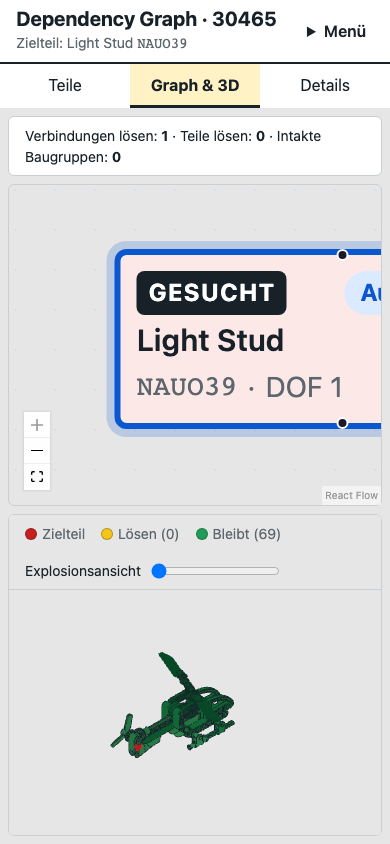 Dependency Graph · 30465
Zielteil: Light Stud NAUO39
▶ Menü
Teile
Graph & 3D
Details
Verbindungen lösen: 1 · Teile lösen: 0 · Intakte
Baugruppen: 0
GESUCHT
Au
Light Stud
NAUO39 · DOF 1
React Flow
Zielteil
Lösen (0)
Bleibt (69)
Explosionsansicht